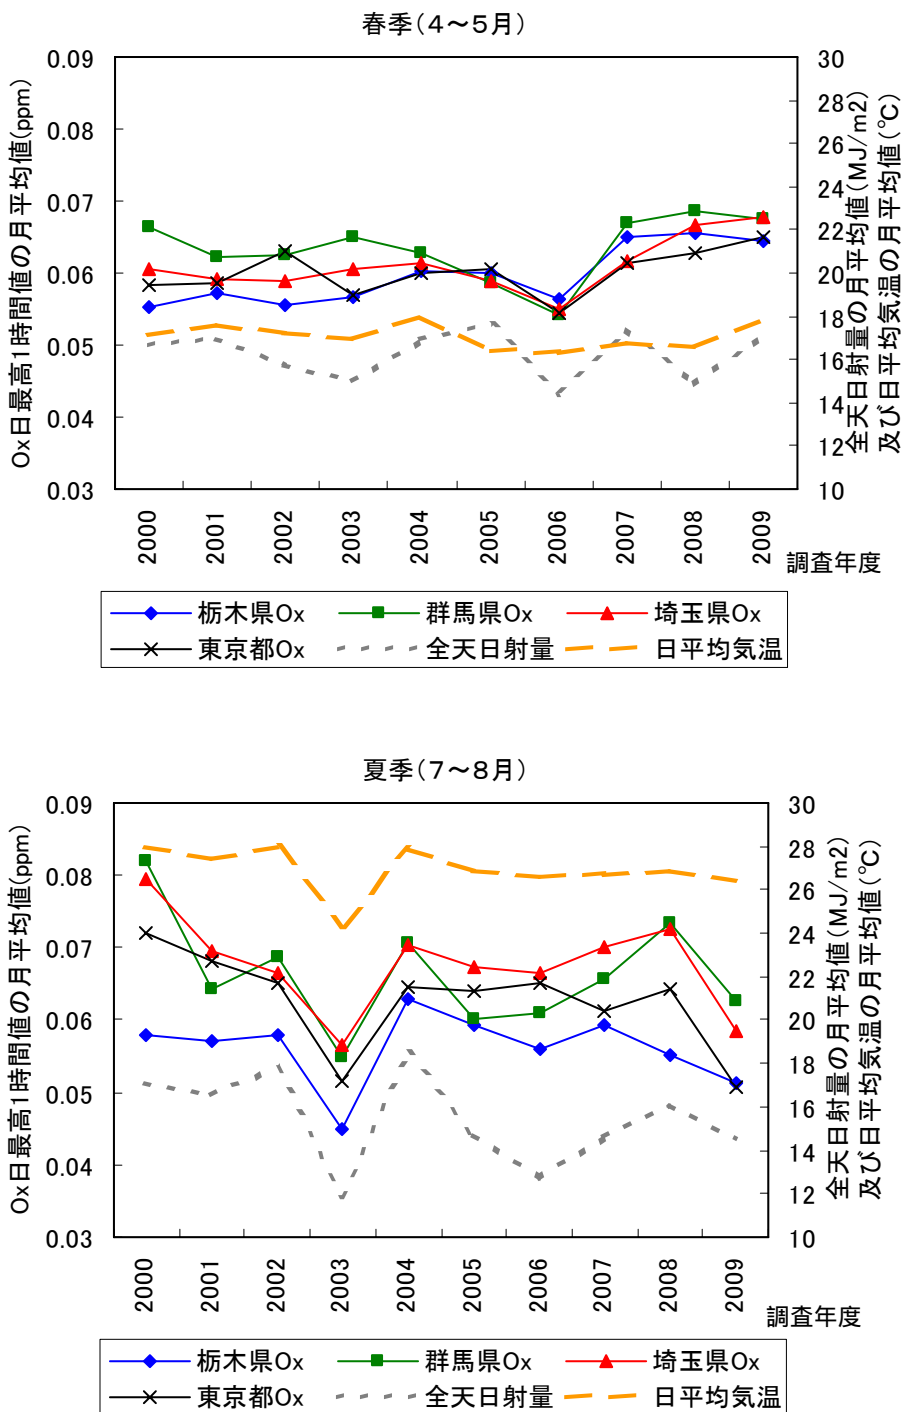 春季(４～５月)
Ox日最高1時間値の月平均値(ppm)
0.09
0.08
0.07
0.06
0.05
0.04
0.03
30
28
26
24
22
20
18
16
14
12
10
全天日射量の月平均値(MJ/m2)
及び日平均気温の月平均値(℃)
2000 2001 2002 2003 2004 2005 2006 2007 2008 2009
調査年度
栃木県Ox 群馬県Ox 埼玉県Ox
東京都Ox 全天日射量 日平均気温
夏季(７～８月)
Ox日最高1時間値の月平均値(ppm)
0.09
0.08
0.07
0.06
0.05
0.04
0.03
30
28
26
24
22
20
18
16
14
12
10
全天日射量の月平均値(MJ/m2)
及び日平均気温の月平均値(℃)
2000 2001 2002 2003 2004 2005 2006 2007 2008 2009
調査年度
栃木県Ox 群馬県Ox 埼玉県Ox
東京都Ox 全天日射量 日平均気温